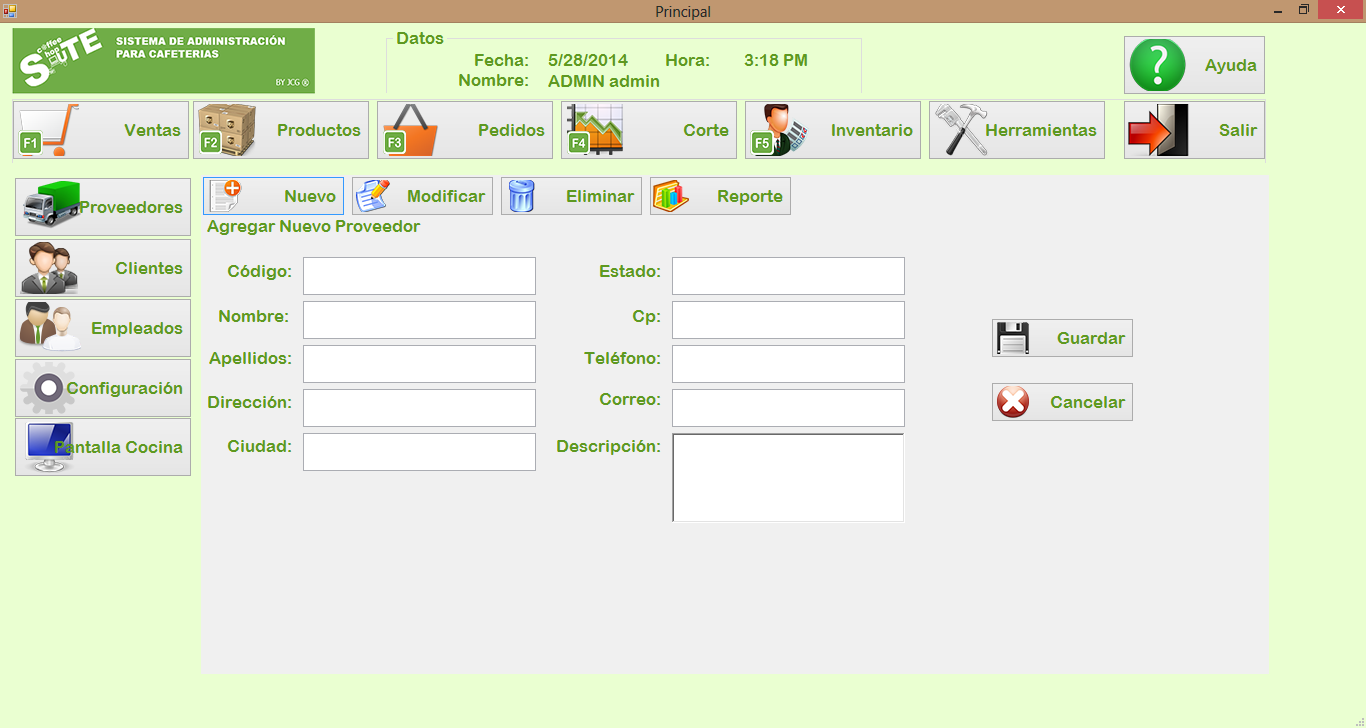 Principal
coffee
shop
SUITE
SISTEMA DE ADMINISTRACIÓN
PARA CAFETERIAS
BY JCG ®
Datos
Fecha: 5/28/2014 Hora: 3:18 PM
Nombre: ADMIN admin
Ayuda
F1 Ventas
F2 Productos
F3 Pedidos
F4 Corte
F5 Inventario
Herramientas
Salir
Proveedores
Clientes
Empleados
Configuración
Pantalla Cocina
Nuevo
Modificar
Eliminar
Reporte
Agregar Nuevo Proveedor
Código:
Nombre:
Apellidos:
Dirección:
Ciudad:
Estado:
Cp:
Teléfono:
Correo:
Descripción:
Guardar
Cancelar